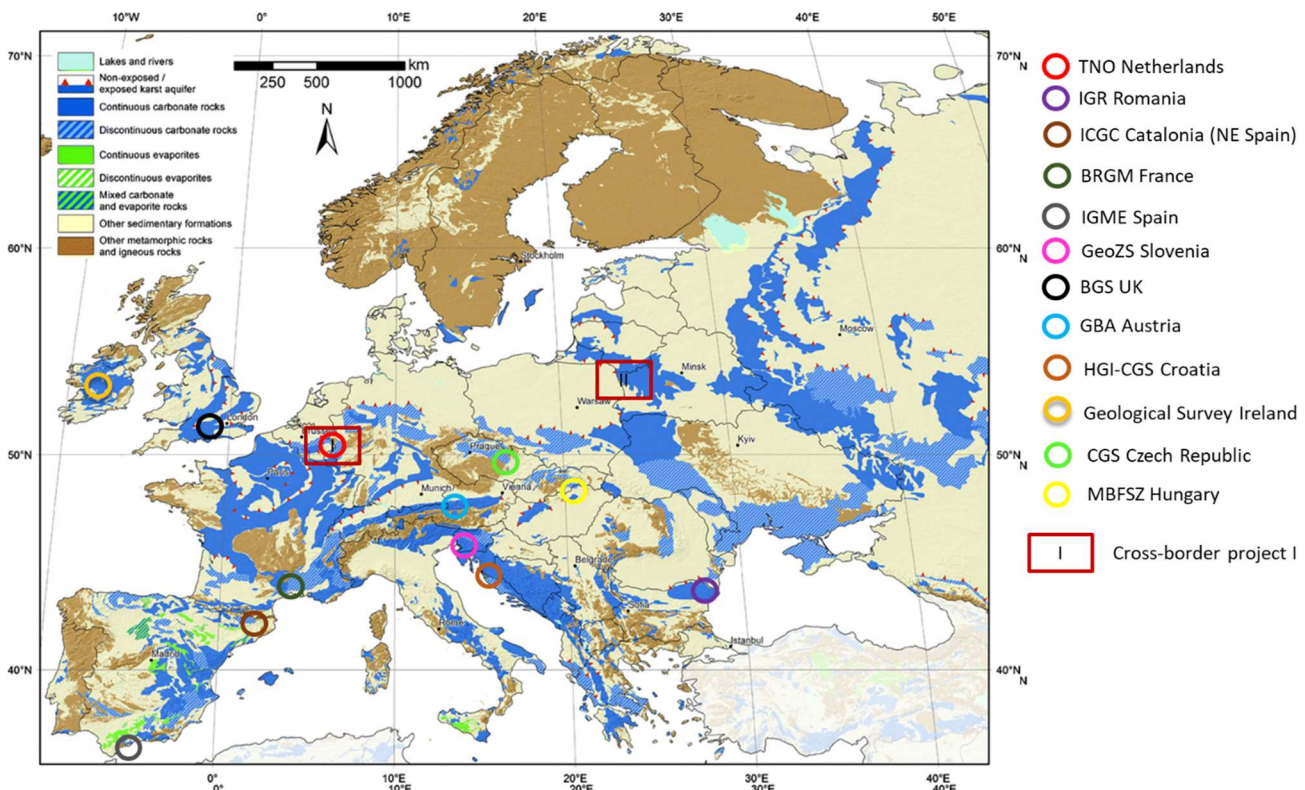 10°W 0° 10°E 20°E 30°E 40°E 50°E
70°N
70°N
N
60°N
60°N
N
50°N
50°N
N
40°N
40°N
N
0°
0°
10°E
10°E
20°E
20°E
30°E
30°E
40°E
40°E
Lakes and rivers
Non-exposed /
exposed karst aquifer
Continuous carbonate rocks
Discontinuous carbonate rocks
Continuous evaporites
Discontinuous evaporites
Mixed carbonate
and evaporite rocks
Other sedimentary formations
Other metamorphic rocks
and igneous rocks
km
250 500 1000
N
Stockholm
Moscow
Minsk
II
Warsaw
London
I
Prague
Kyiv
Paris
Munich
Vienna
Belgrade
Sofia
Rome
Istanbul
Madrid
TNO Netherlands
IGR Romania
ICGC Catalonia (NE Spain)
BRGM France
IGME Spain
GeoZS Slovenia
BGS UK
GBA Austria
HGI-CGS Croatia
Geological Survey Ireland
CGS Czech Republic
MBFSZ Hungary
I Cross-border project I